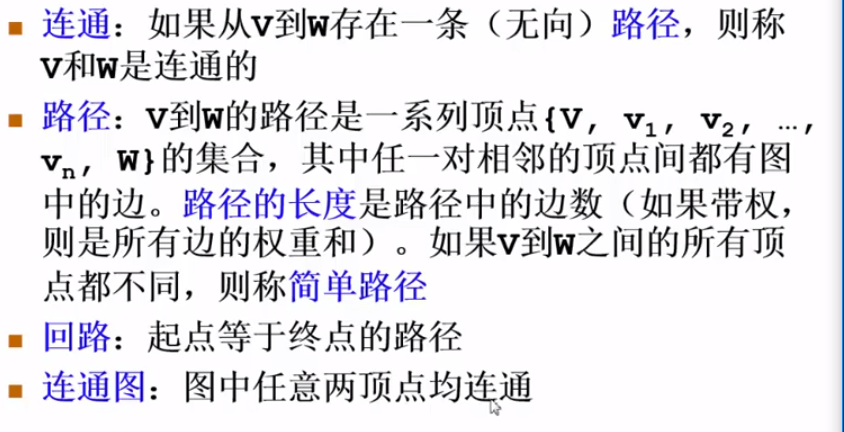 连通：如果从V到W存在一条（无向）路径，则称
V和W是连通的
路径：V到W的路径是一系列顶点{V, v1, v2, …,
vn, W}的集合，其中任一对相邻的顶点间都有图
中的边。路径的长度是路径中的边数（如果带权，
则是所有边的权重和）。如果V到W之间的所有顶
点都不同，则称简单路径
回路：起点等于终点的路径
连通图：图中任意两顶点均连通